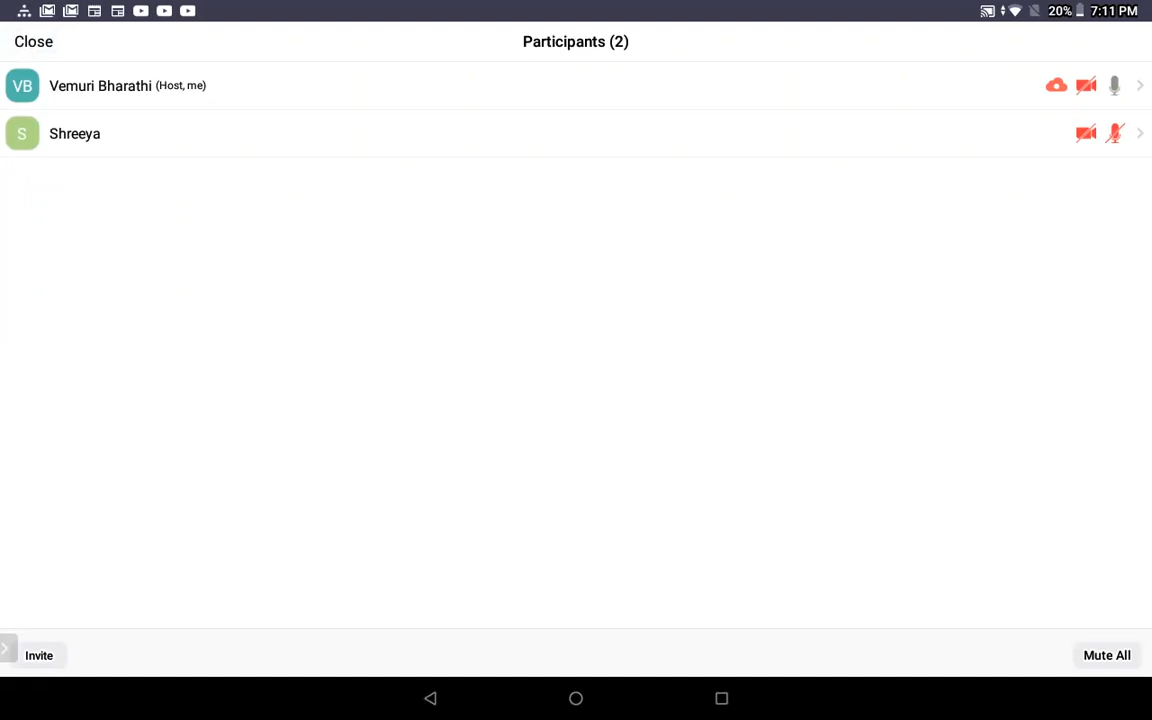 20% 7:11 PM
Close Participants (2)
VB Vemuri Bharathi (Host, me)
S Shreeya
Invite Mute All